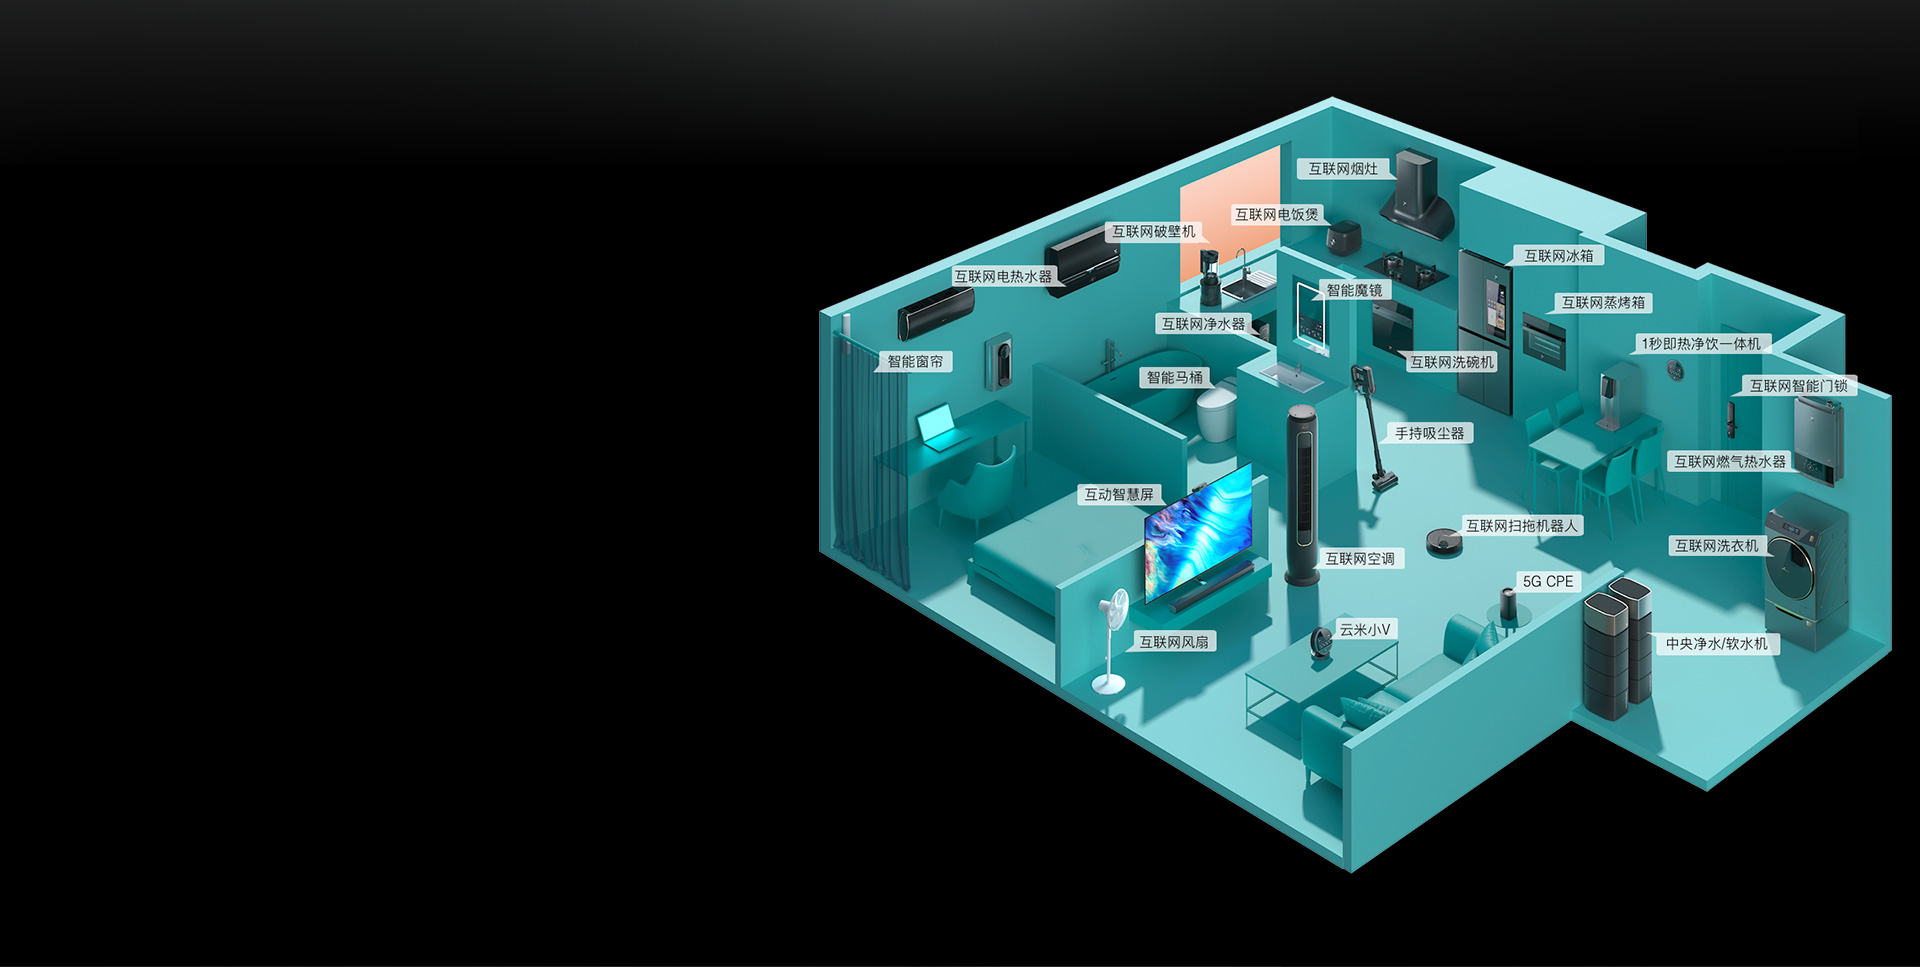 互联网烟灶
互联网电饭煲
互联网破壁机
互联网冰箱
互联网电热水器
智能魔镜
互联网蒸烤箱
互联网净水器
1秒即热净饮一体机
智能窗帘
互联网洗碗机
智能马桶
互联网智能门锁
手持吸尘器
互联网燃气热水器
互动智慧屏
互联网扫拖机器人
互联网洗衣机
互联网空调
5G CPE
云米小V
互联网风扇
中央净水/软水机